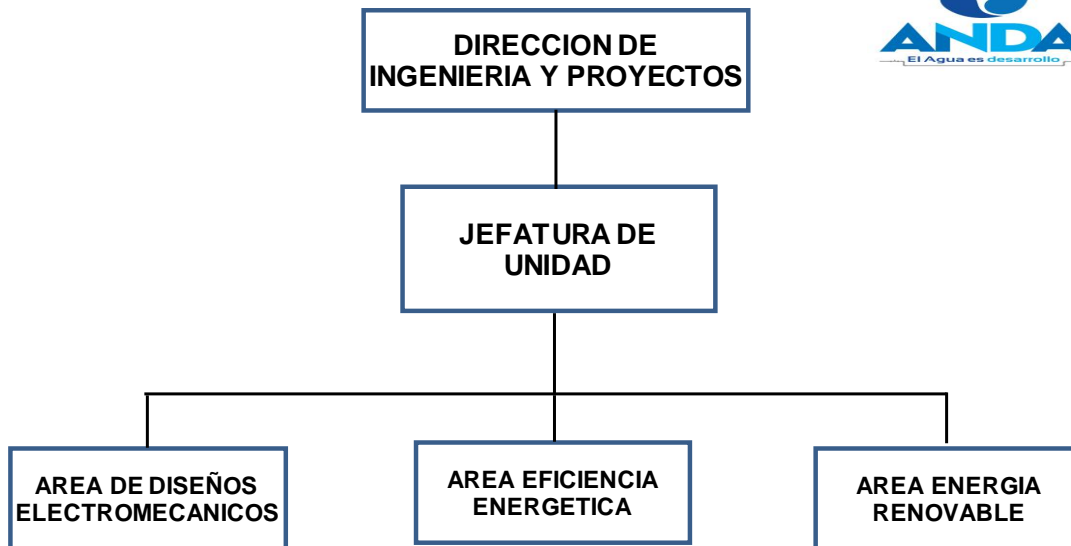 DIRECCION DE
INGENIERIA Y PROYECTOS
ANDA
El Agua es desarrollo
JEFATURA DE
UNIDAD
AREA DE DISEÑOS
ELECTROMECANICOS
AREA EFICIENCIA
ENERGETICA
AREA ENERGIA
RENOVABLE